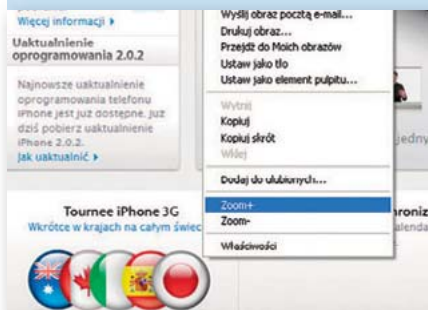 Więcej informacji
Uaktualnienie
oprogramowania 2.0.2
Najnowsze uaktualnienie
oprogramowania telefonu
iPhone jest już dostępne. Już
dziś pobierz uaktualnienie
iPhone 2.0.2.
Jak uaktualnić
Wyślij obraz pocztą e-mail...
Drukuj obraz...
Przejdź do Moich obrazów
Ustaw jako tło
Ustaw jako element pulpitu...
Wytnij
Kopiuj
Kopiuj skrót
Wklej
Dodaj do ulubionych...
Zoom+
Zoom-
Właściwości
jedny
Tournee iPhone 3G
Wkrótce w krajach na całym świec
hroniz
alenda